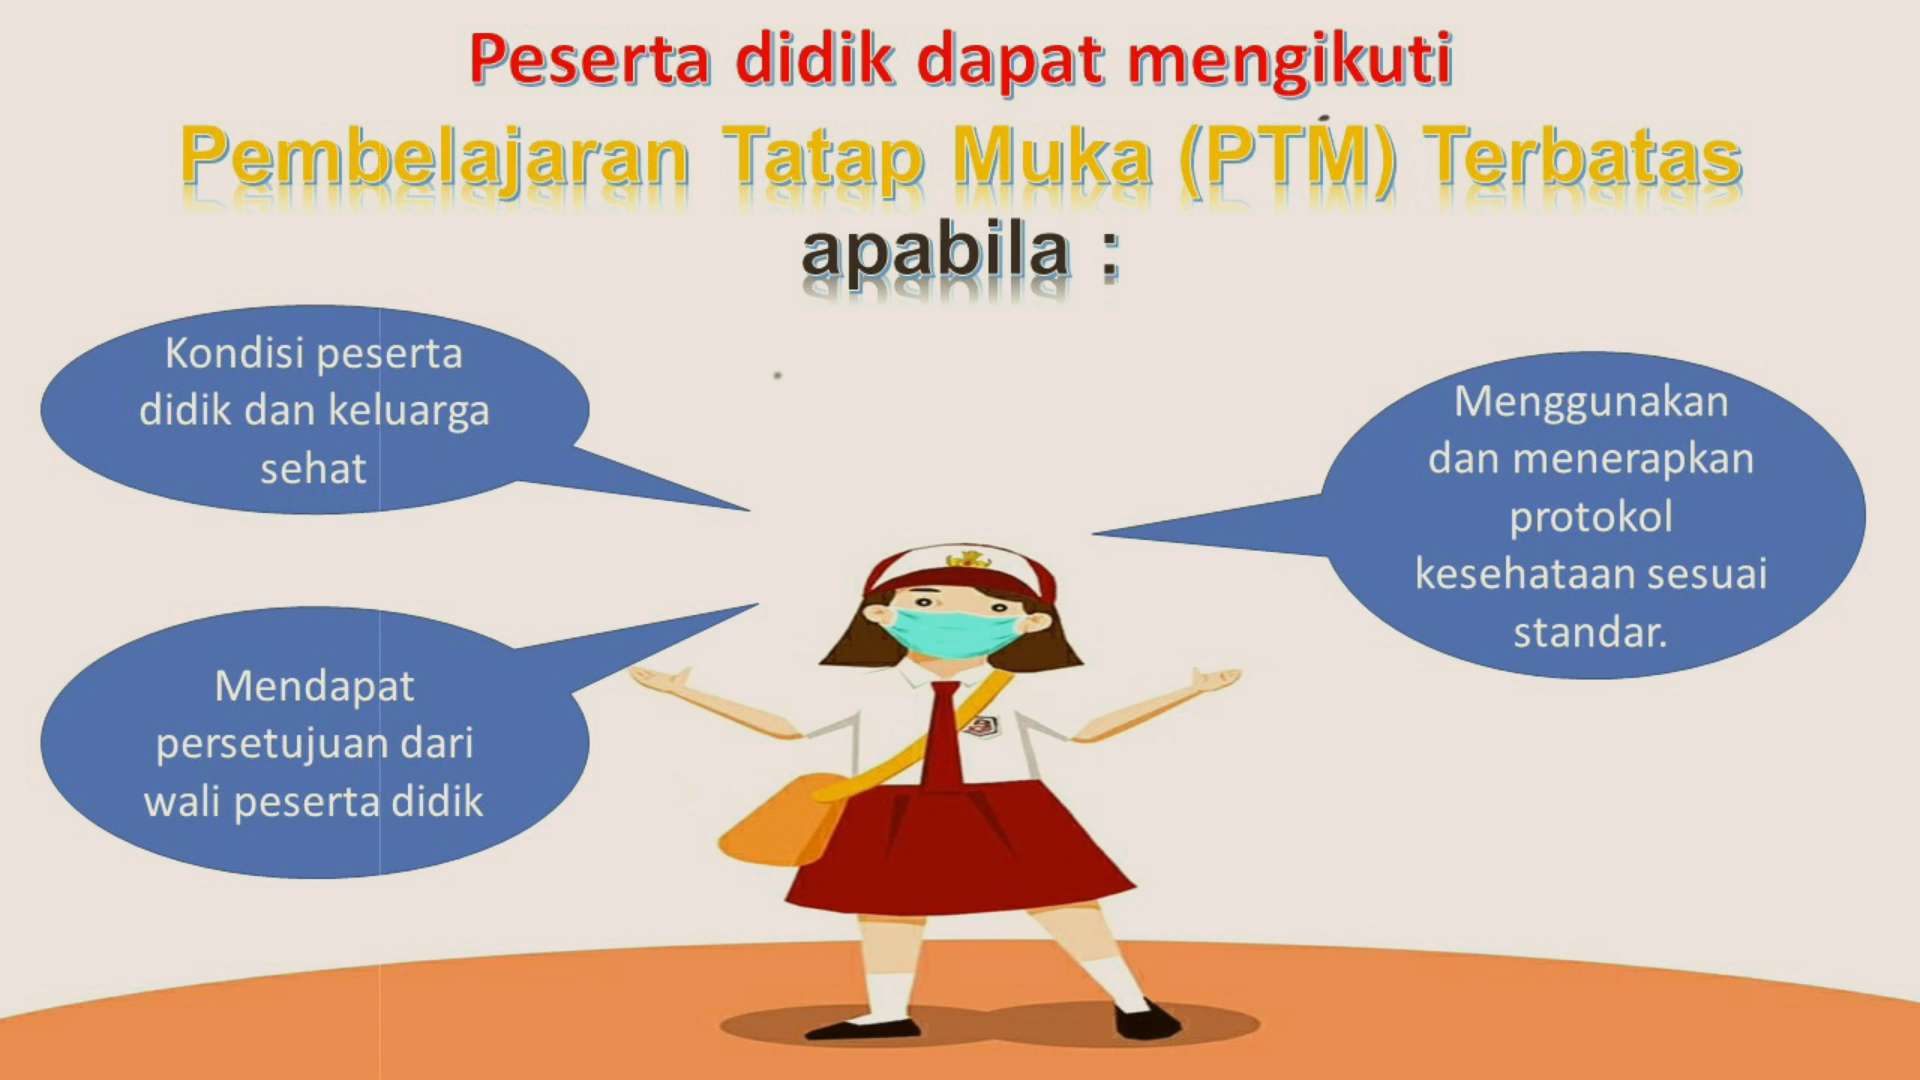 Peserta didik dapat mengikuti
Pembelajaran Tatap Muka (PTM) Terbatas
apabila :
Kondisi peserta
didik dan keluarga
sehat
Mendapat
persetujuan dari
wali peserta didik
Menggunakan
dan menerapkan
protokol
kesehataan sesuai
standar.